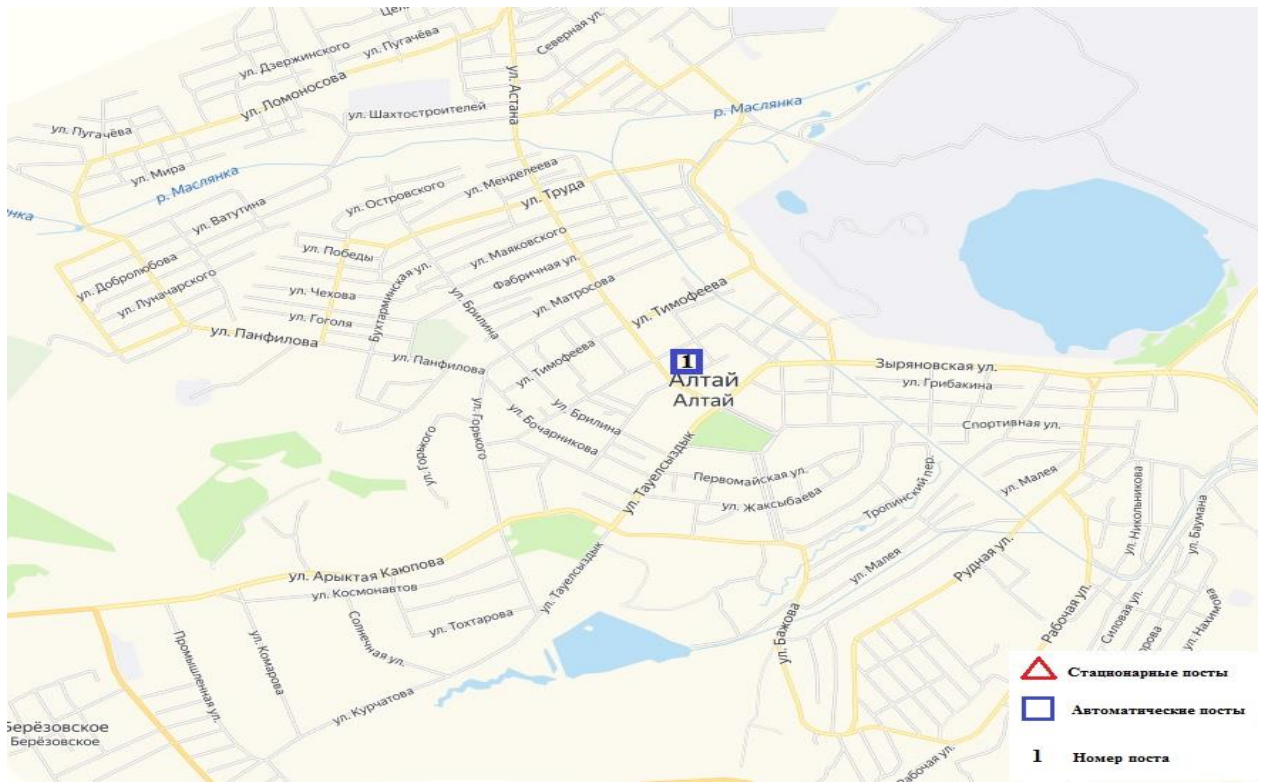 Северная ул.
ул. Пугачёва
ул. Дзержинского
ул. Ломоносова
ул. Астана
ул. Шахтостроителей
р. Маслянка
ул. Пугачёва
ул. Мира
р. Маслянка
ул. Менделеева
ул. Островского
ул. Труда
ул. Ватутина
ул. Победы
ул. Маяковского
ул. Добролюбова
Фабричная ул.
ул. Луначарского
ул. Чехова
Бухтарминская ул.
ул. Матросова
ул. Тимофеева
ул. Гоголя
ул. Брилина
ул. Панфилова
ул. Панфилова
ул. Тимофеева
1
Алтай
Алтай
Зыряновская ул.
ул. Грибакина
ул. Горького
ул. Брилина
ул. Бочарникова
Спортивная ул.
ул. Горького
ул. Тауелсыздык
Первомайская ул.
ул. Жаксыбаева
Тропинский пер.
ул. Малея
ул. Никольникова
ул. Баумана
ул. Малея
Рудная ул.
ул. Арыктая Каюпова
ул. Космонавтов
ул. Тауелсыздык
ул. Тохтарова
Солнечная ул.
ул. Комарова
Промышленная ул.
ул. Бажова
Рабочая ул.
Силовая ул.
ул. Нахимова
ул. Курчатова
Берёзовское
Берёзовское
Рабочая ул.
Стационарные посты
Автоматические посты
1 Номер поста